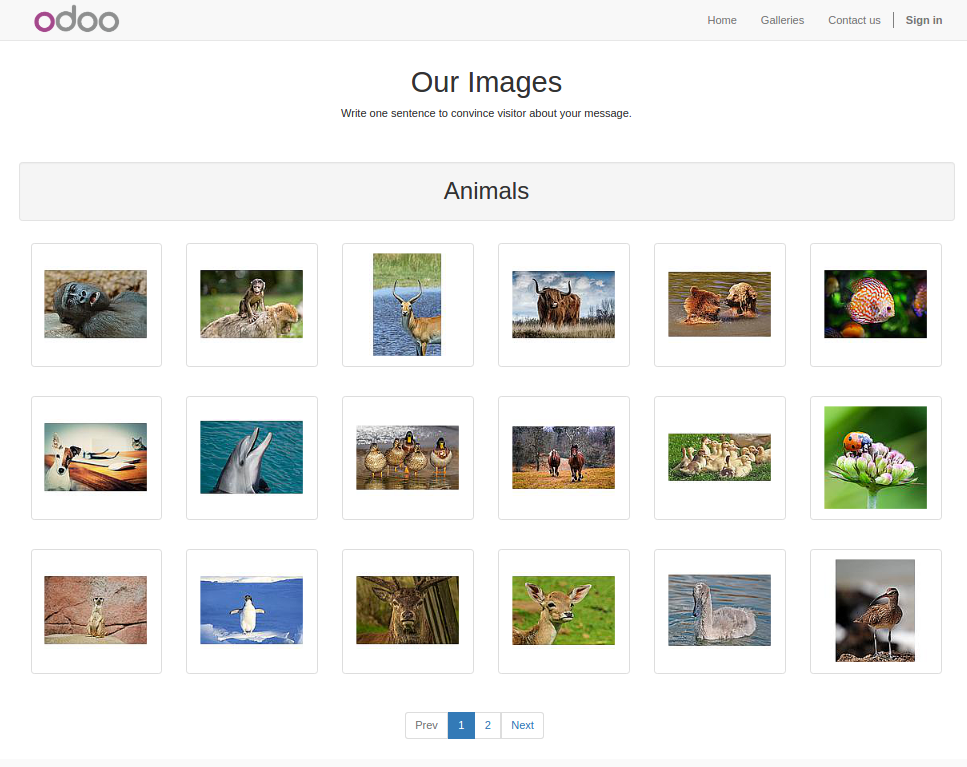 odoo
Home Galleries Contact us Sign in
Our Images
Write one sentence to convince visitor about your message.
Animals
Prev 1 2 Next